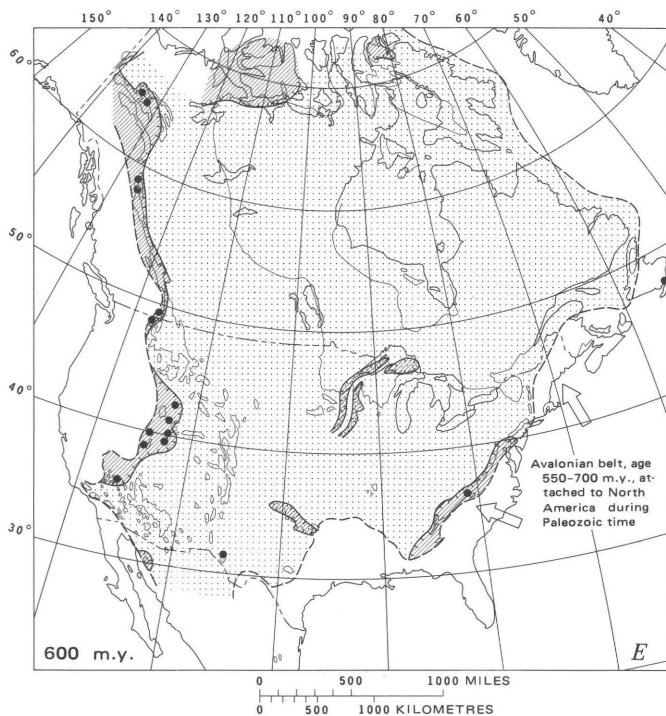 150° 140° 130° 120° 110° 100° 90° 80° 70° 60° 50° 40°
60°
50°
40°
30°
Avalonian belt, age
550-700 m.y., at-
tached to North
America during
Paleozoic time
600 m.y.
E
0 500 1000 MILES
0 500 1000 KILOMETRES